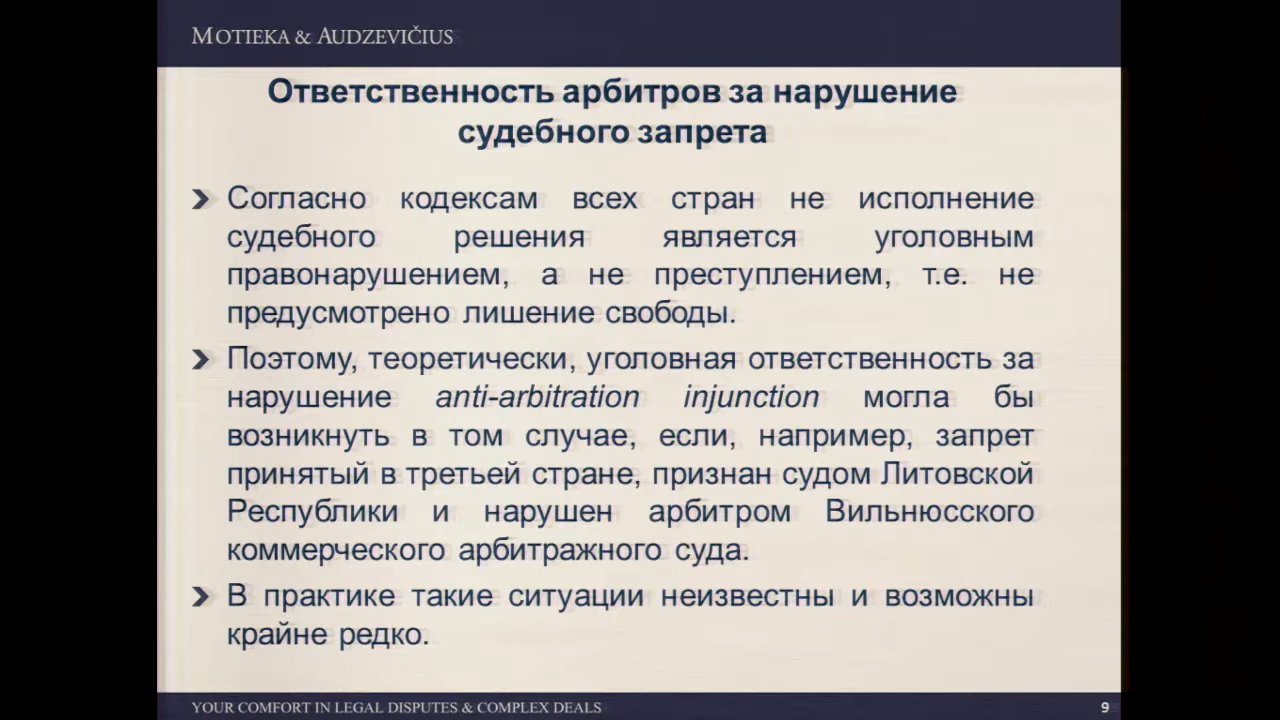 MOTIEKA & AUDZEVIČIUS
Ответственность арбитров за нарушение
судебного запрета
Согласно кодексам всех стран не исполнение
судебного решения является уголовным
правонарушением, а не преступлением, т.е. не
предусмотрено лишение свободы.
Поэтому, теоретически, уголовная ответственность за
нарушение anti-arbitration injunction могла бы
возникнуть в том случае, если, например, запрет
принятый в третьей стране, признан судом Литовской
Республики и нарушен арбитром Вильнюсского
коммерческого арбитражного суда.
В практике такие ситуации неизвестны и возможны
крайне редко.
YOUR COMFORT IN LEGAL DISPUTES & COMPLEX DEALS
9